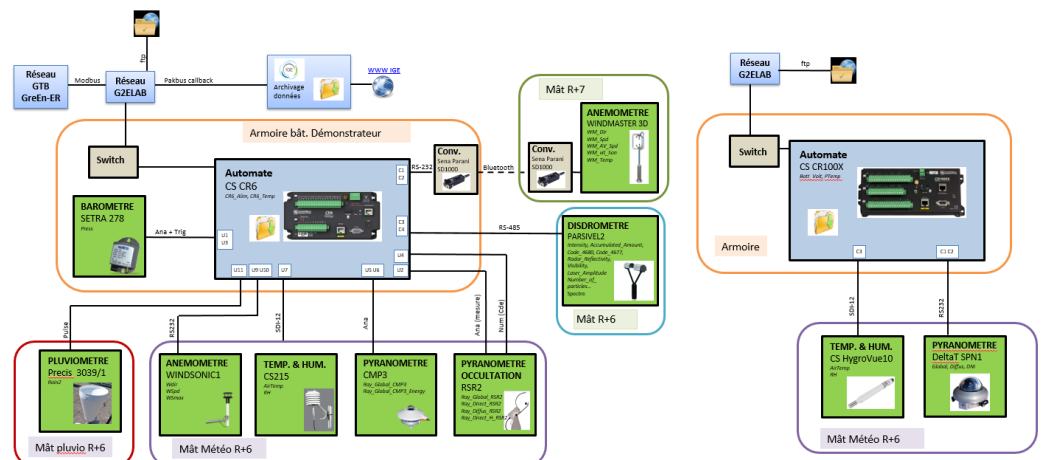 ftp
Réseau
GTB
GreEn-ER
Modbus
Réseau
G2ELAB
Pakbus callback
IGE
Archivage
données
WWW IGE
Armoire bât. Démonstrateur
Switch
BAROMETRE
SETRA 278
Press
Ana + Trig
Automate
CS CR6
CR6_Alim, CR6_Temp
C1
C2
C3
C4
U1
U3
U4
U11
U9 U10
U7
U5 U6
U2
RS-232
Conv.
Sena Parani
SD1000
Bluetooth
Mât R+7
Conv.
Sena Parani
SD1000
ANEMOMETRE
WINDMASTER 3D
WM_Dir
WM_Spd
WM_AV_Spd
WM_vit_Son
WM_Temp
RS-485
DISDROMETRE
PARSIVEL2
Intensity, Accumulated_Amount,
Code_4680, Code_4677,
Radar_Reflectivity,
Visibility,
Laser_Amplitude
Number_of_
particles...
Spectre
Mât R+6
Pulse
RS232
SDI-12
Ana
Ana (mesure)
Num (Cde)
PLUVIOMETRE
Precis 3039/1
Rain2
Mât pluvio R+6
ANEMOMETRE
WINDSONIC1
Wdir
WSpd
WSmax
TEMP. & HUM.
CS215
AirTemp
RH
PYRANOMETRE
CMP3
Ray_Global_CMP3
Ray_Global_CMP3_Energy
PYRANOMETRE
OCCULTATION
RSR2
Ray_Global_RSR2
Ray_Direct_RSR2
Ray_Diffus_RSR2
Ray_Direct_H_RSR2
Mât Météo R+6
Réseau
G2ELAB
ftp
Switch
Automate
CS CR100X
Batt_Volt, PTemp
Armoire
C3
C1 C2
SDI-12
RS232
TEMP. & HUM.
CS HygroVue10
AirTemp
RH
PYRANOMETRE
DeltaT SPN1
Global, Diffus, DNI
Mât Météo R+6